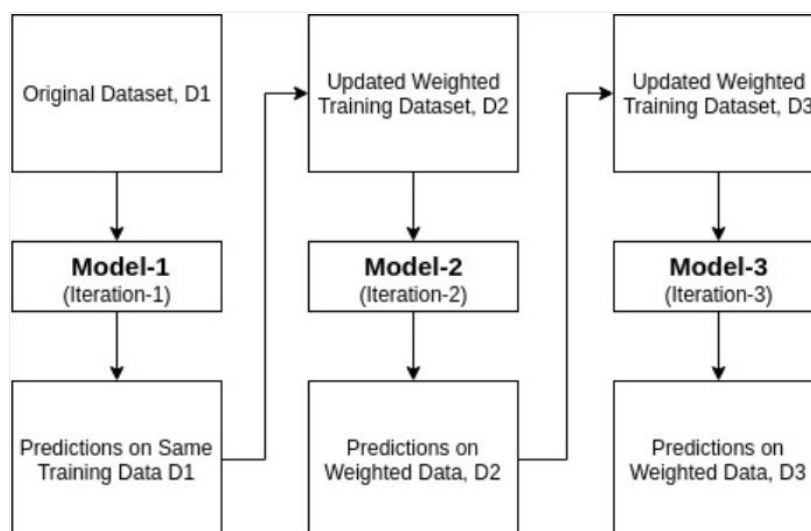 Original Dataset, D1
Model-1
(Iteration-1)
Predictions on Same
Training Data D1
Updated Weighted
Training Dataset, D2
Model-2
(Iteration-2)
Predictions on
Weighted Data, D2
Updated Weighted
Training Dataset, D3
Model-3
(Iteration-3)
Predictions on
Weighted Data, D3